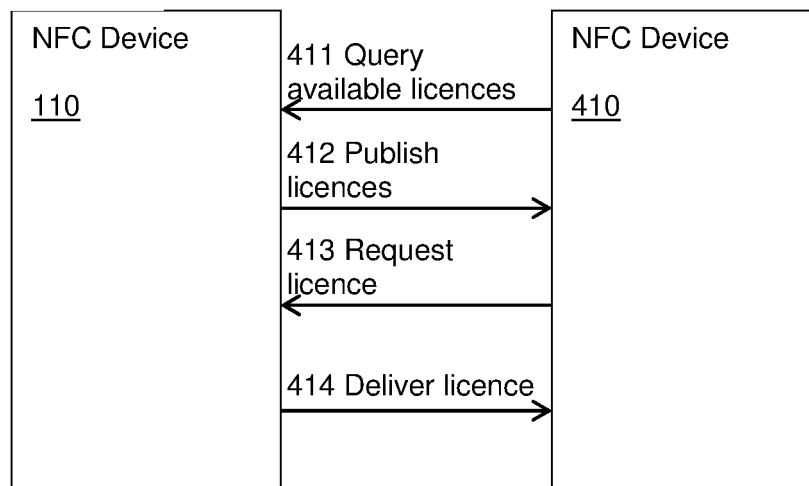 NFC Device
110
411 Query
available licences
412 Publish
licences
413 Request
licence
414 Deliver licence
NFC Device
410